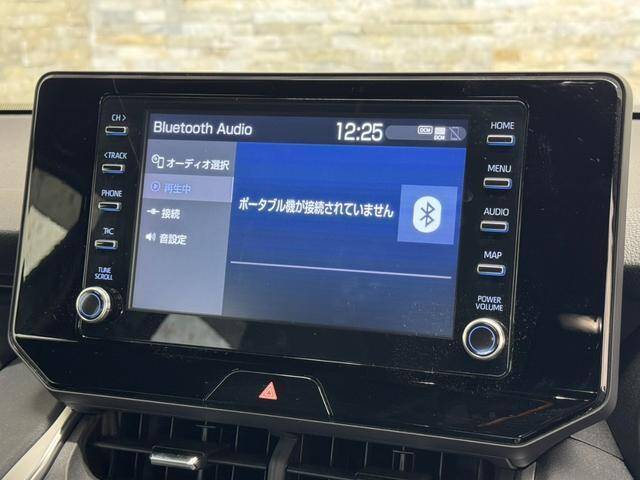 CH >
< TRACK
PHONE
T><C
TUNE
SCROLL
Bluetooth Audio
12:25
DCM
オーディオ選択
再生中
接続
音設定
ポータブル機が接続されていません
HOME
MENU
AUDIO
MAP
POWER
VOLUME